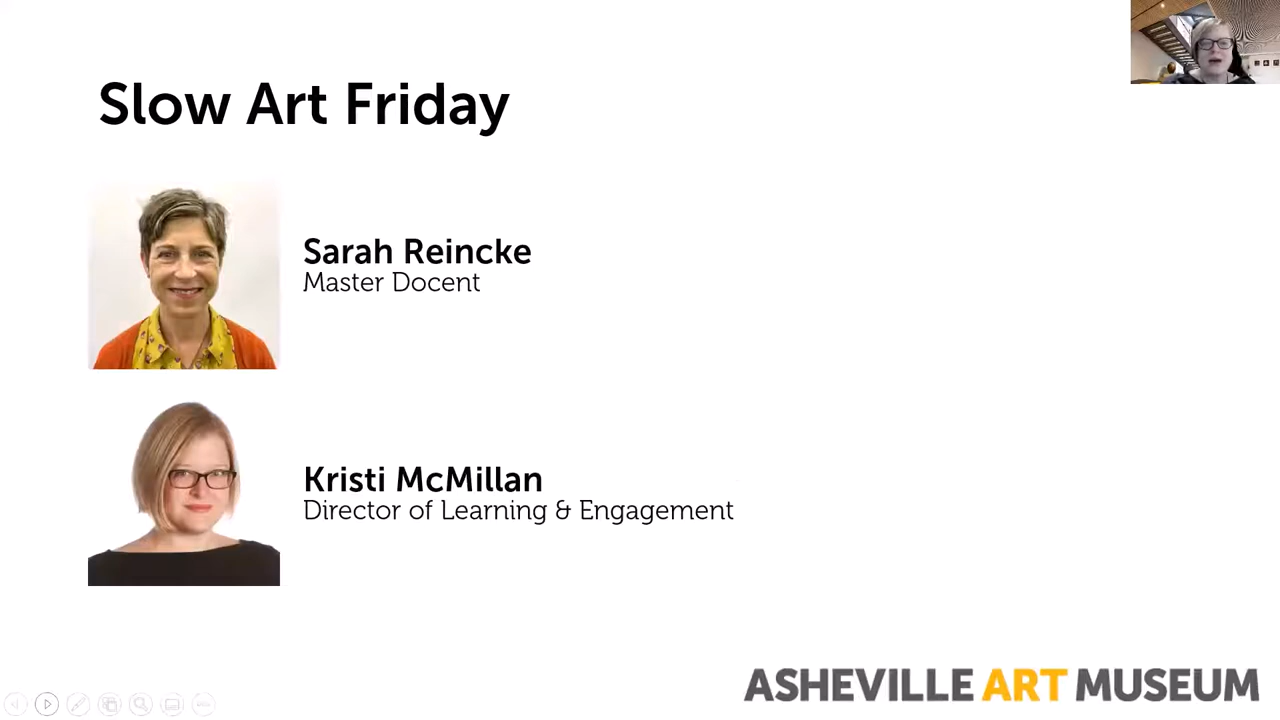 Slow Art Friday
Sarah Reincke
Master Docent
Kristi McMillan
Director of Learning & Engagement
ASHEVILLE ART MUSEUM